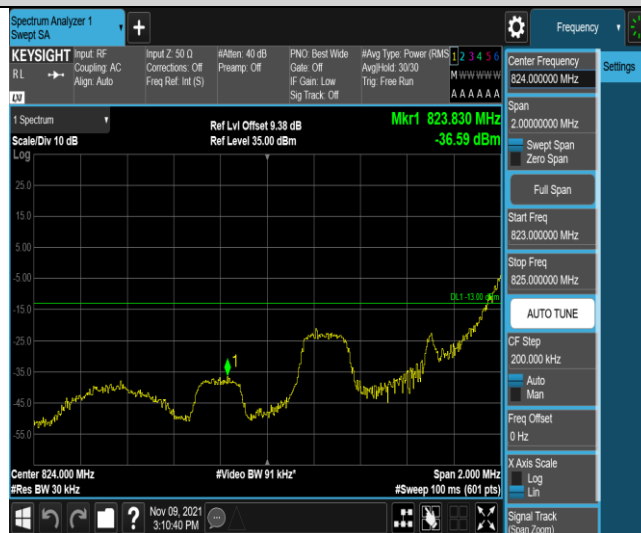 Spectrum Analyzer 1
Swept SA
Frequency
KEYSIGHT
RL
Input: RF
Coupling: AC
Align: Auto
Input Z: 50 Ω
Corrections: Off
Freq Ref: Int (S)
#Atten: 40 dB
Preamp: Off
PNO: Best Wide
Gate: Off
IF Gain: Low
Sig Track: Off
#Avg Type: Power (RMS
Avg|Hold: 30/30
Trig: Free Run
1 2 3 4 5 6
M W W W W W
A A A A A A
LXI
1 Spectrum
Scale/Div 10 dB
Log
Ref Lvl Offset 9.38 dB
Ref Level 35.00 dBm
Mkr1 823.830 MHz
-36.59 dBm
25.0
15.0
5.00
-5.00
-15.0
-25.0
-35.0
-45.0
-55.0
DL1 -13.00 dBm
1
Center 824.000 MHz
#Res BW 30 kHz
#Video BW 91 kHz*
Span 2.000 MHz
#Sweep 100 ms (601 pts)
Nov 09, 2021
3:10:40 PM
Center Frequency
824.000000 MHz
Settings
Span
2.00000000 MHz
Swept Span
Zero Span
Full Span
Start Freq
823.000000 MHz
Stop Freq
825.000000 MHz
AUTO TUNE
CF Step
200.000 kHz
Auto
Man
Freq Offset
0 Hz
X Axis Scale
Log
Lin
Signal Track
(Span Zoom)